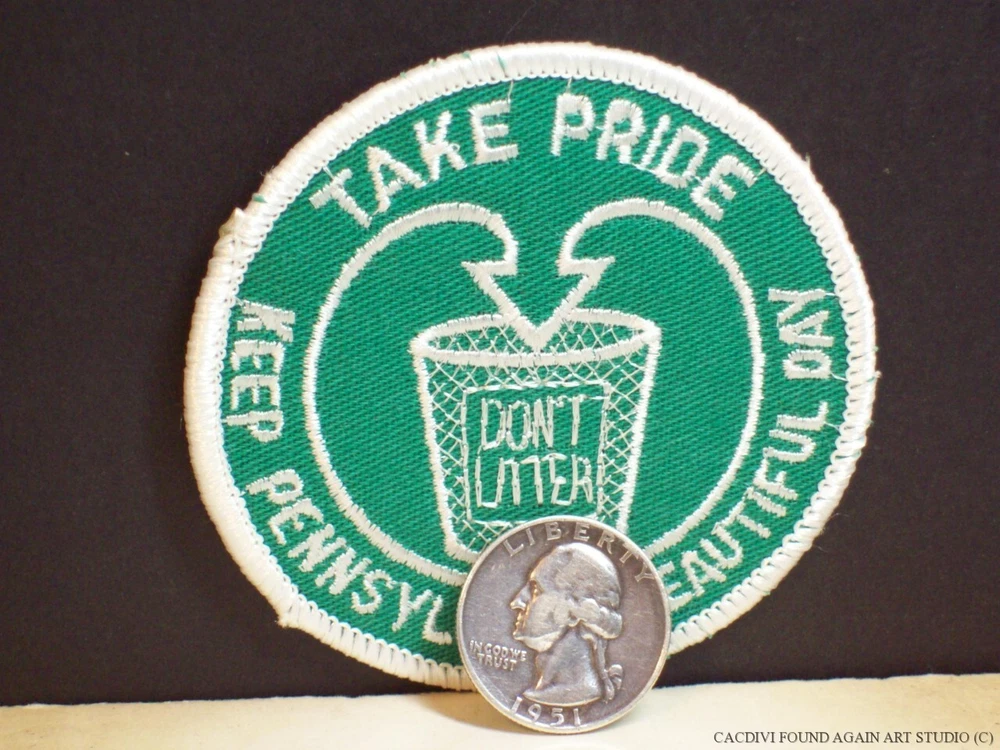 TAKE PRIDE
KEEP PENNSYL
EAUTIFUL DAY
DON'T
LITTER
LIBERTY
IN GOD WE
TRUST
1951
CACDIVI FOUND AGAIN ART STUDIO (C)